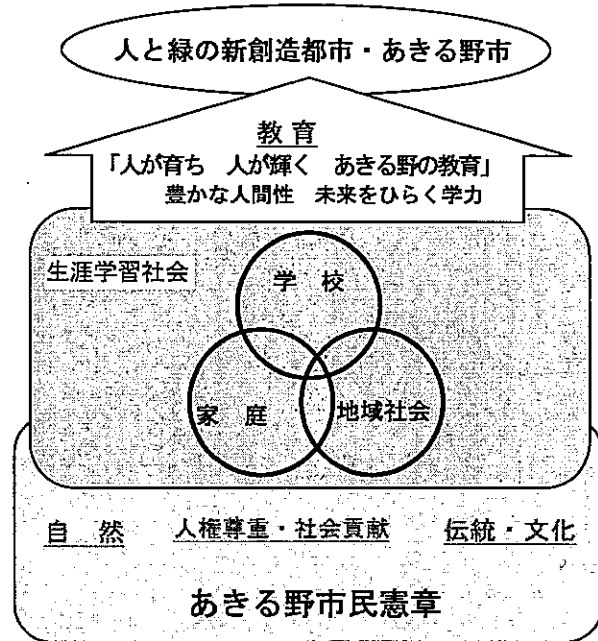 人と緑の新創造都市・あきる野市
教育
「人が育ち 人が輝く あきる野の教育」
豊かな人間性 未来をひらく学力
生涯学習社会
学 校
家 庭
地域社会
自 然
人権尊重・社会貢献
伝統・文化
あきる野市民憲章